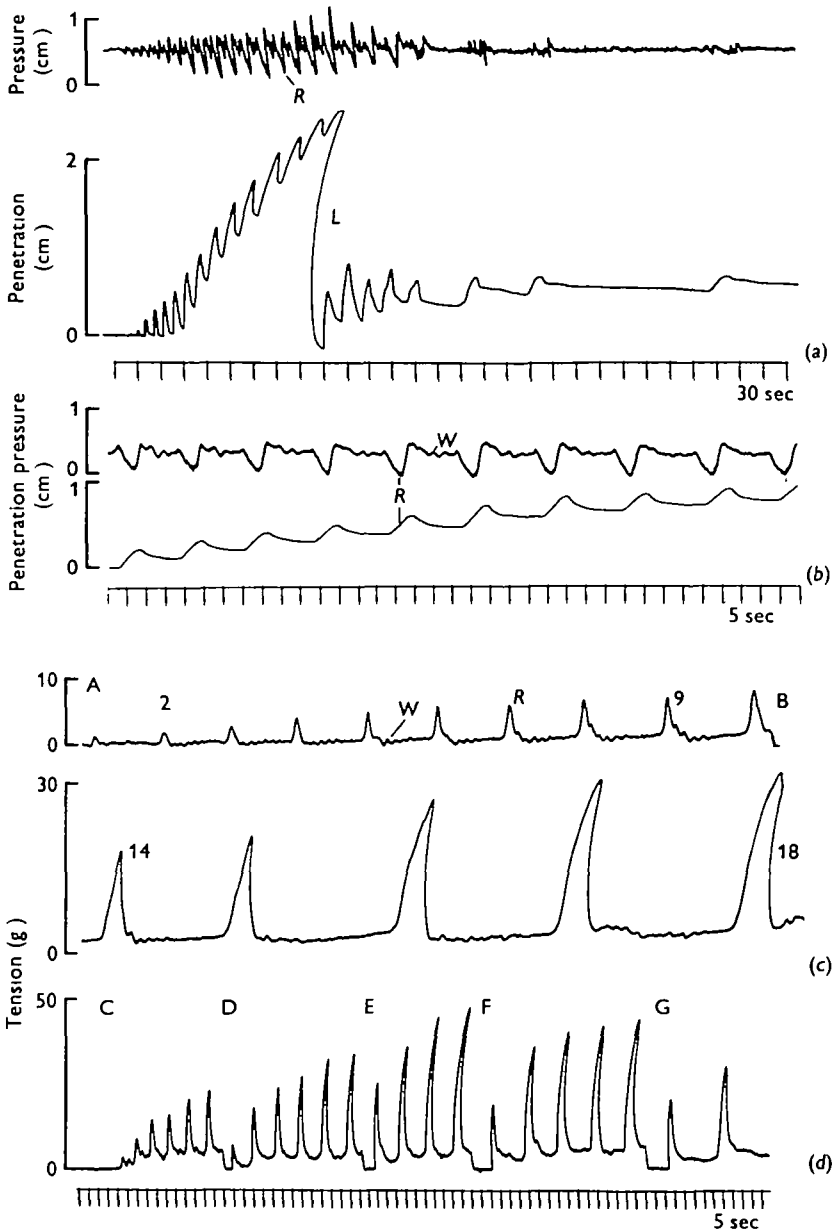 Pressure (cm)
1
0
R
Penetration (cm)
2
0
L
(a)
30 sec
Penetration pressure (cm)
1
0
W
R
1
0
(b)
5 sec
10
0
A
2
W
R
9
B
30
0
14
18
(c)
Tension (g)
50
0
C
D
E
F
G
(d)
5 sec